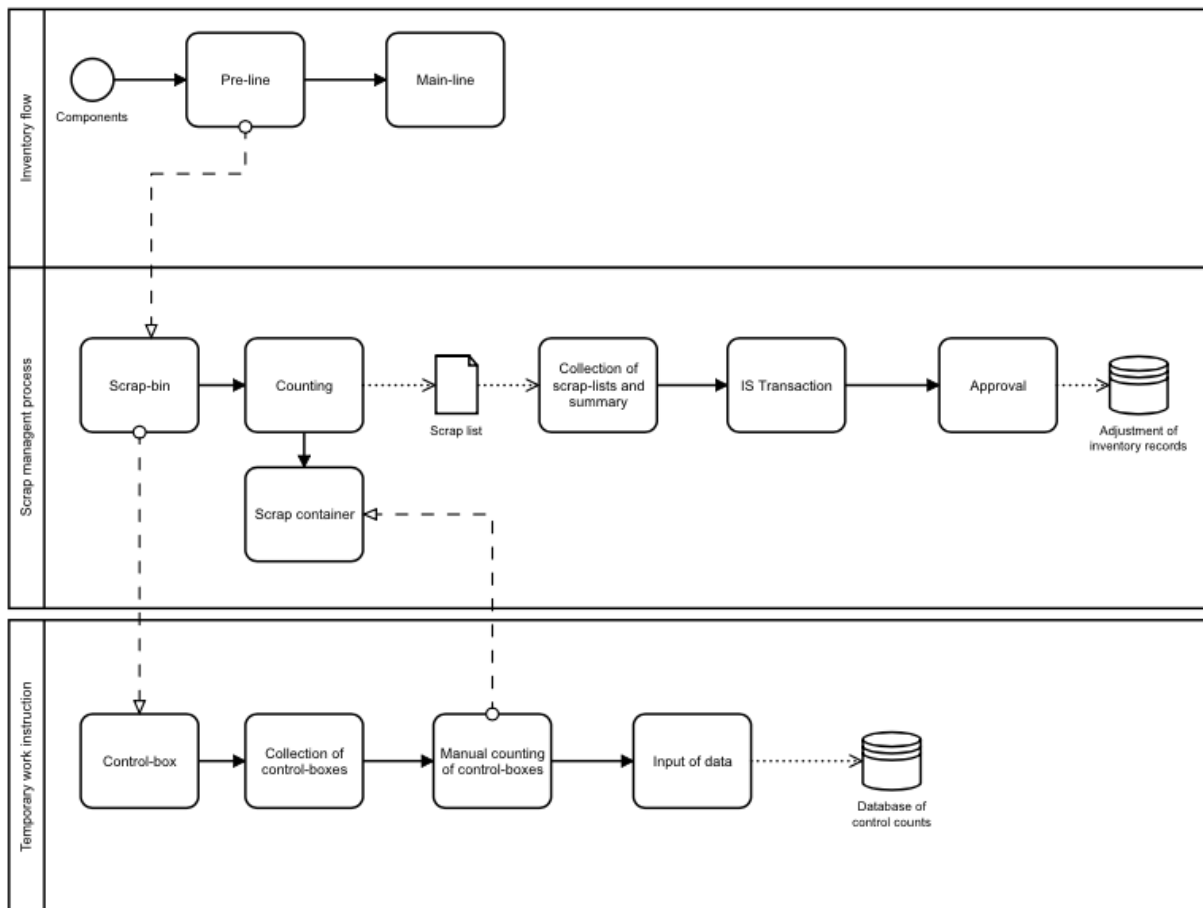 Inventory flow
Components
Pre-line
Main-line
Scrap managent process
Scrap-bin
Counting
Scrap list
Collection of
scrap-lists and
summary
IS Transaction
Approval
Adjustment of
inventory records
Scrap container
Temporary work instruction
Control-box
Collection of
control-boxes
Manual counting
of control-boxes
Input of data
Database of
control counts